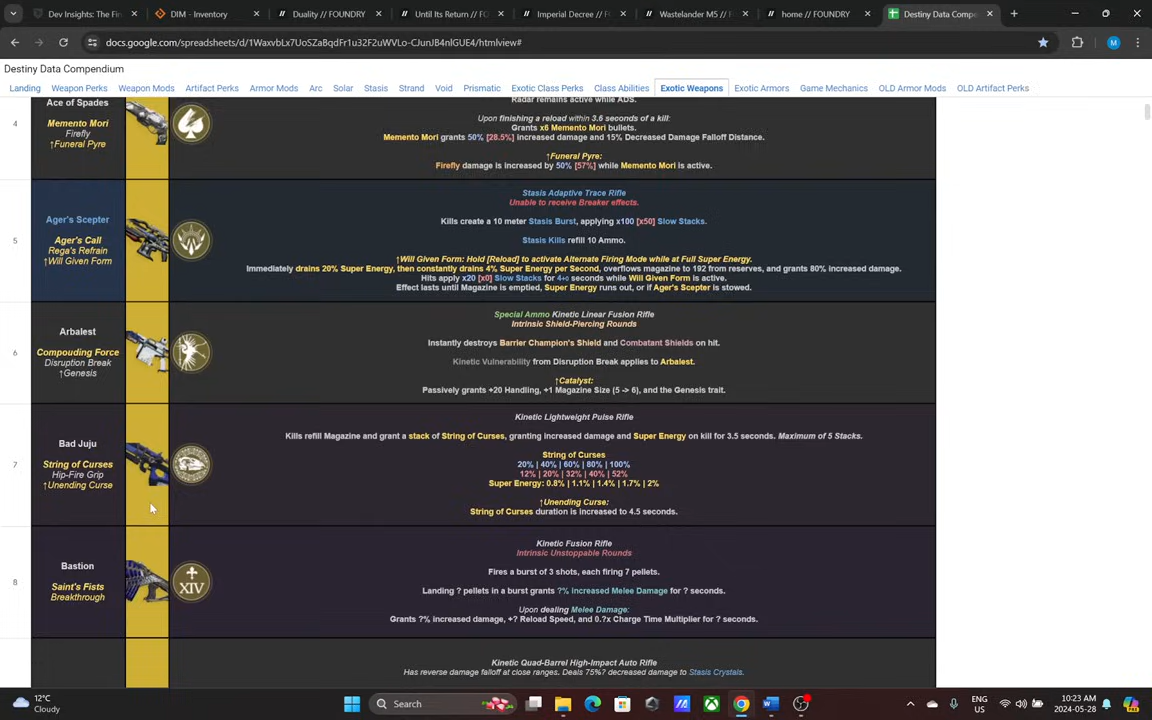 Dev Insights: The Fin
DIM - Inventory
Duality // FOUNDRY
Until Its Return // FO
Imperial Decree // FO
Wastelander M5 // FO
home // FOUNDRY
Destiny Data Compe
docs.google.com/spreadsheets/d/1WaxvbLx7UoSZaBqdFr1u32F2uWVLo-CJunJB4nlGUE4/htmlview#
M
Destiny Data Compendium
Landing Weapon Perks Weapon Mods Artifact Perks Armor Mods Arc Solar Stasis Strand Void Prismatic Exotic Class Perks Class Abilities Exotic Weapons Exotic Armors Game Mechanics OLD Armor Mods OLD Artifact Perks
4
Ace of Spades
Memento Mori
Firefly
↑Funeral Pyre
Radar remains active while ADS.
Upon finishing a reload within 3.6 seconds of a kill:
Grants x6 Memento Mori bullets.
Memento Mori grants 50% [28.5%] increased damage and 15% Decreased Damage Falloff Distance.
↑Funeral Pyre:
Firefly damage is increased by 50% [57%] while Memento Mori is active.
5
Ager's Scepter
Ager's Call
Rega's Refrain
↑Will Given Form
Stasis Adaptive Trace Rifle
Unable to receive Breaker effects.
Kills create a 10 meter Stasis Burst, applying x100 [x50] Slow Stacks.
Stasis Kills refill 10 Ammo.
↑Will Given Form: Hold [Reload] to activate Alternate Firing Mode while at Full Super Energy.
Immediately drains 20% Super Energy, then constantly drains 4% Super Energy per Second, overflows magazine to 192 from reserves, and grants 80% increased damage.
Hits apply x20 [x0] Slow Stacks for 4+0 seconds while Will Given Form is active.
Effect lasts until Magazine is emptied, Super Energy runs out, or if Ager's Scepter is stowed.
6
Arbalest
Compouding Force
Disruption Break
↑Genesis
Special Ammo Kinetic Linear Fusion Rifle
Intrinsic Shield-Piercing Rounds
Instantly destroys Barrier Champion's Shield and Combatant Shields on hit.
Kinetic Vulnerability from Disruption Break applies to Arbalest.
↑Catalyst:
Passively grants +20 Handling, +1 Magazine Size (5 -> 6), and the Genesis trait.
7
Bad Juju
String of Curses
Hip-Fire Grip
↑Unending Curse
Kinetic Lightweight Pulse Rifle
Kills refill Magazine and grant a stack of String of Curses, granting increased damage and Super Energy on kill for 3.5 seconds. Maximum of 5 Stacks.
String of Curses
20% | 40% | 60% | 80% | 100%
12% | 20% | 32% | 40% | 52%
Super Energy: 0.8% | 1.1% | 1.4% | 1.7% | 2%
↑Unending Curse:
String of Curses duration is increased to 4.5 seconds.
8
Bastion
Saint's Fists
Breakthrough
XIV
Kinetic Fusion Rifle
Intrinsic Unstoppable Rounds
Fires a burst of 3 shots, each firing 7 pellets.
Landing ? pellets in a burst grants ?% Increased Melee Damage for ? seconds.
Upon dealing Melee Damage:
Grants ?% increased damage, +? Reload Speed, and 0.?x Charge Time Multiplier for ? seconds.
Kinetic Quad-Barrel High-Impact Auto Rifle
Has reverse damage falloff at close ranges. Deals 75%? decreased damage to Stasis Crystals.
12°C
Cloudy
Search
ENG
US
10:23 AM
2024-05-28